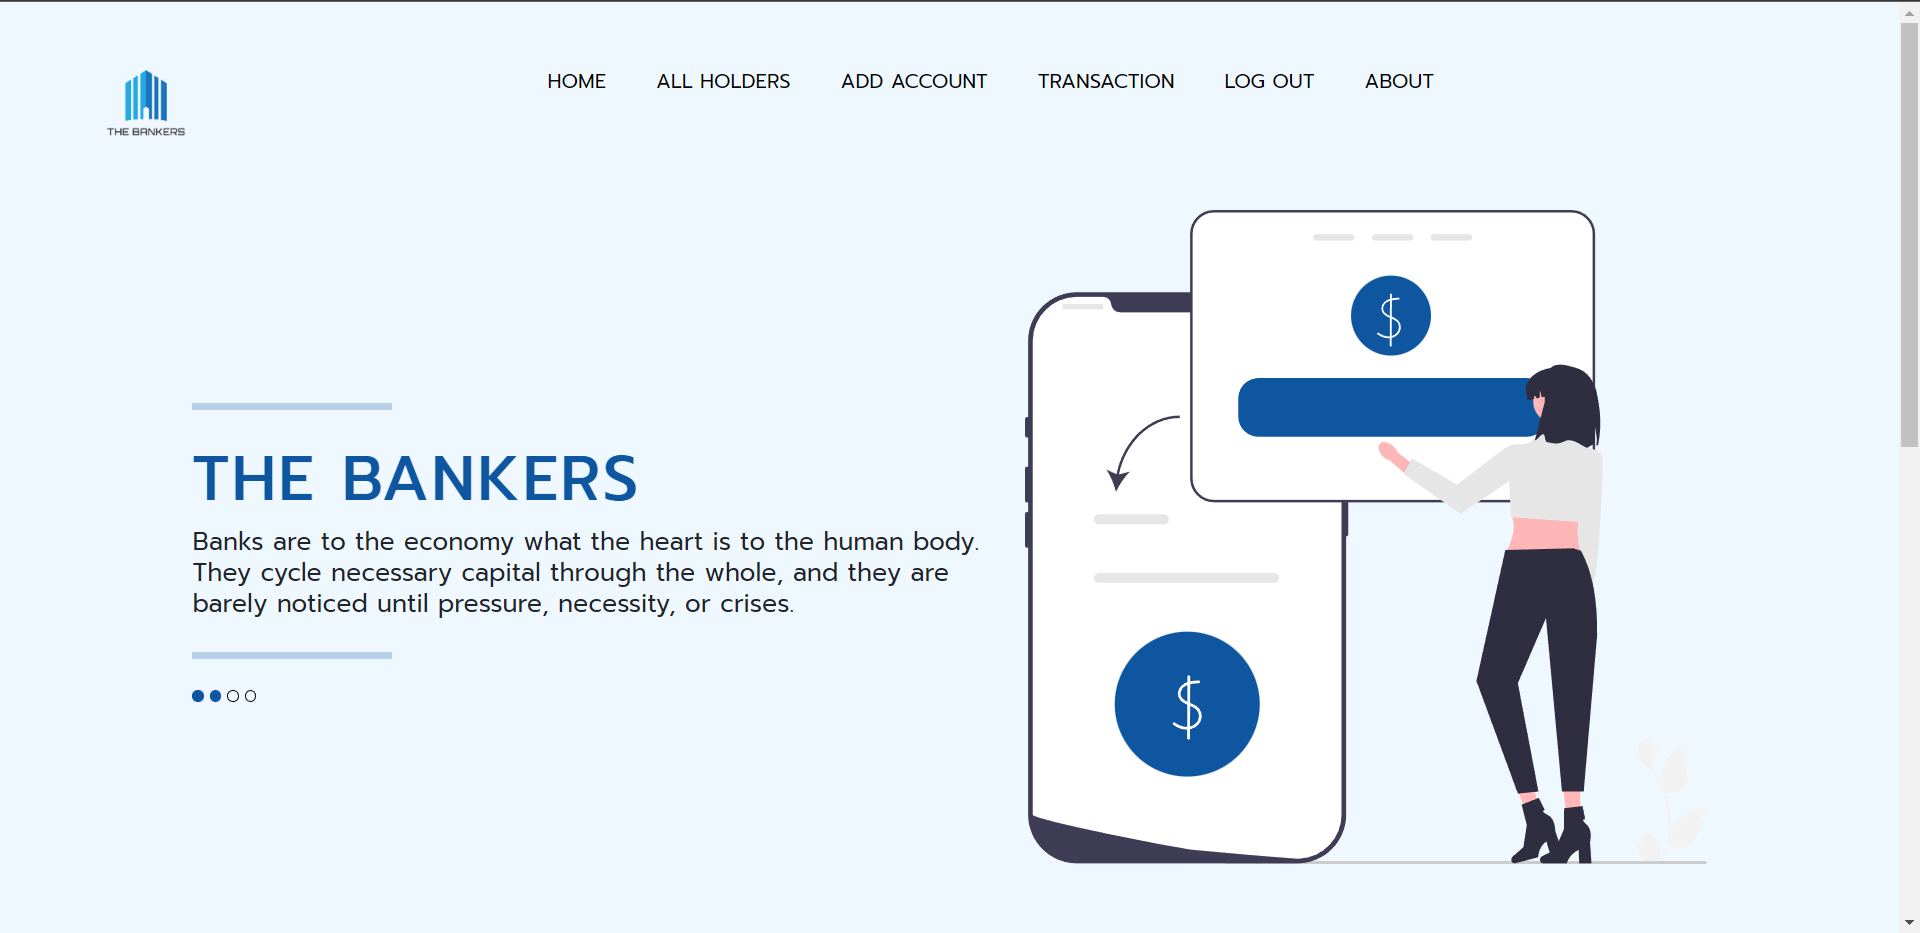 THE BANKERS
HOME ALL HOLDERS ADD ACCOUNT TRANSACTION LOG OUT ABOUT
$
THE BANKERS
Banks are to the economy what the heart is to the human body.
They cycle necessary capital through the whole, and they are
barely noticed until pressure, necessity, or crises.
$